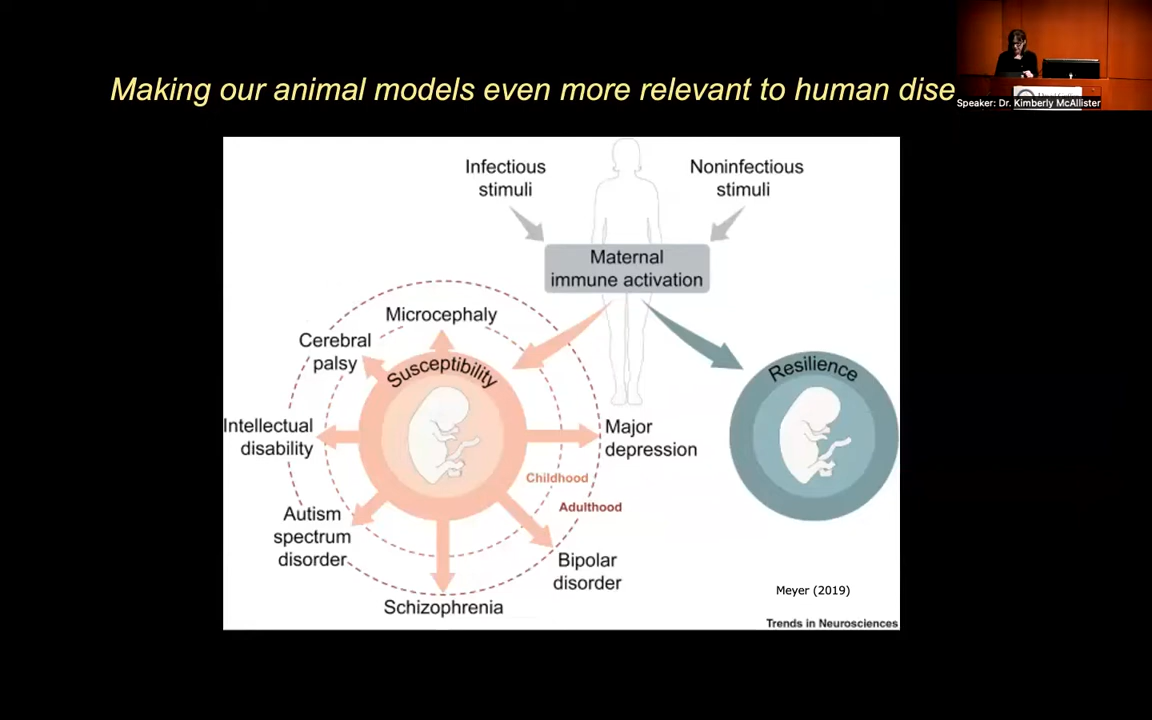 Making our animal models even more relevant to human dise
Speaker: Dr. Kimberly McAllister
Infectious
stimuli
Noninfectious
stimuli
Maternal
immune activation
Microcephaly
Cerebral
palsy
Susceptibility
Resilience
Intellectual
disability
Major
depression
Childhood
Adulthood
Autism
spectrum
disorder
Bipolar
disorder
Schizophrenia
Meyer (2019)
Trends in Neurosciences